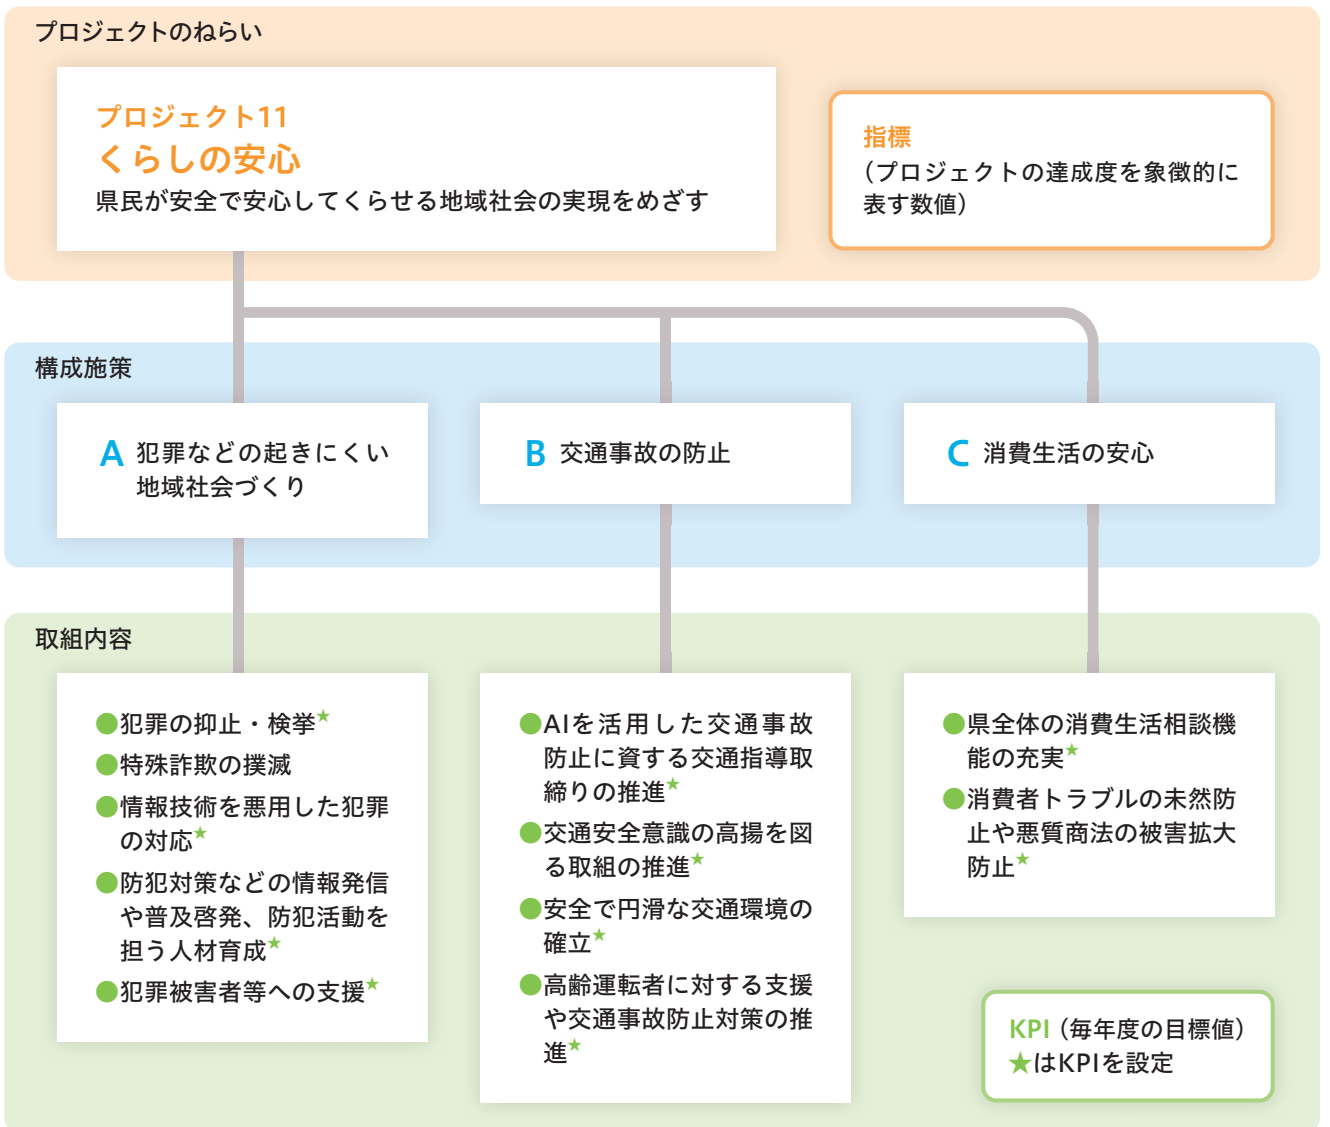 プロジェクトのねらい
プロジェクト11
くらしの安心
県民が安全で安心してくらせる地域社会の実現をめざす
指標
（プロジェクトの達成度を象徴的に
表す数値）
構成施策
A 犯罪などの起きにくい
地域社会づくり
B 交通事故の防止
C 消費生活の安心
取組内容
●犯罪の抑止・検挙★
●特殊詐欺の撲滅
●情報技術を悪用した犯罪
の対応★
●防犯対策などの情報発信
や普及啓発、防犯活動を
担う人材育成★
●犯罪被害者等への支援★
●AIを活用した交通事故
防止に資する交通指導取
締りの推進★
●交通安全意識の高揚を図
る取組の推進★
●安全で円滑な交通環境の
確立★
●高齢運転者に対する支援
や交通事故防止対策の推
進★
●県全体の消費生活相談機
能の充実★
●消費者トラブルの未然防
止や悪質商法の被害拡大
防止★
KPI（毎年度の目標値）
★はKPIを設定